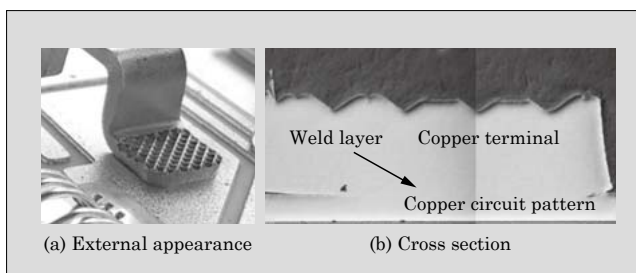 Weld layer
Copper terminal
Copper circuit pattern
(a) External appearance
(b) Cross section